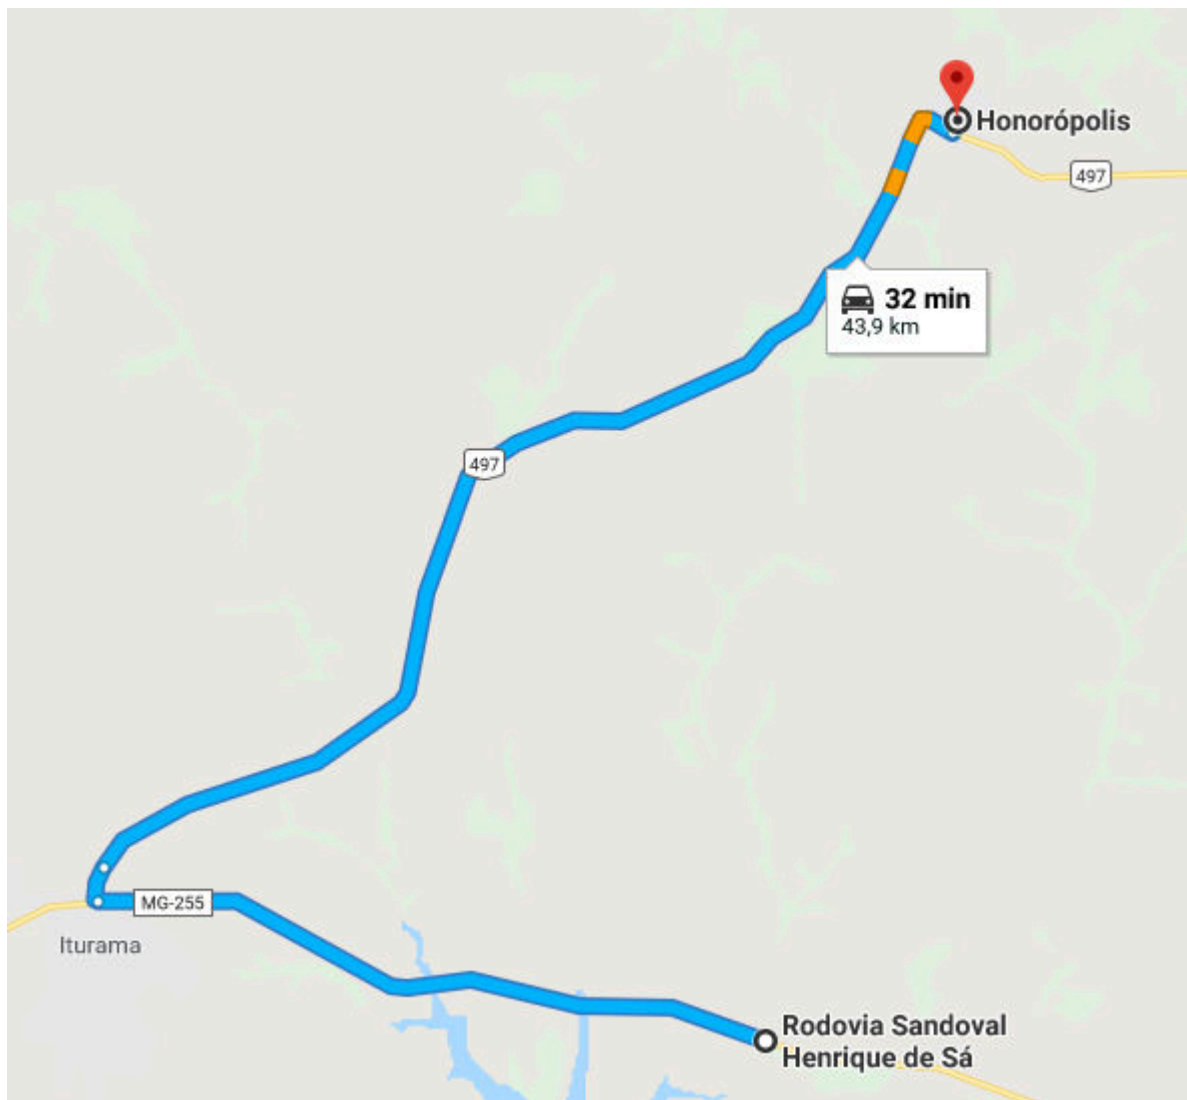 Honorópolis
497
32 min
43,9 km
497
MG-255
Iturama
Rodovia Sandoval
Henrique de Sá